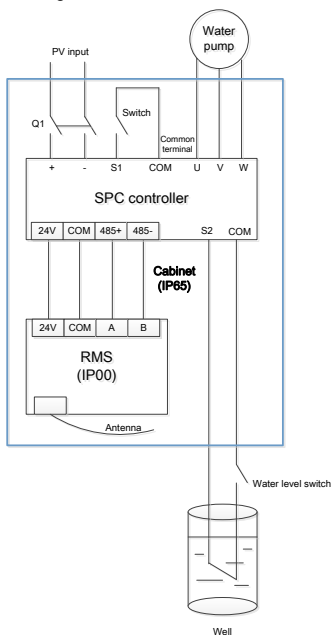 Water
pump
PV input
Q1
Switch
Common
terminal
+ - S1 COM U V W
SPC controller
24V COM 485+ 485- S2 COM
Cabinet
(IP65)
24V COM A B
RMS
(IP00)
Antenna
Water level switch
Well